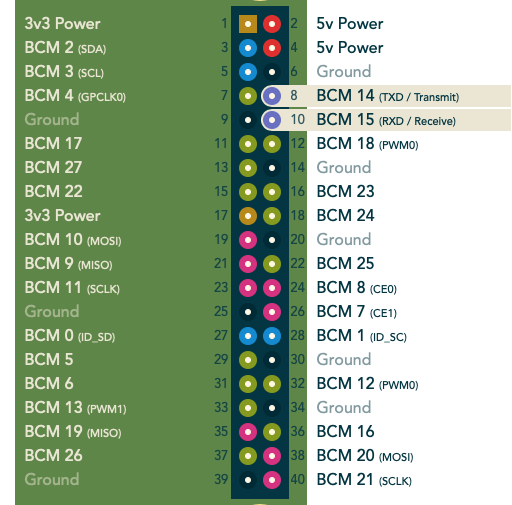 3v3 Power 1 2 5v Power
BCM 2 (SDA) 3 4 5v Power
BCM 3 (SCL) 5 6 Ground
BCM 4 (GPCLK0) 7 8 BCM 14 (TXD / Transmit)
Ground 9 10 BCM 15 (RXD / Receive)
BCM 17 11 12 BCM 18 (PWM0)
BCM 27 13 14 Ground
BCM 22 15 16 BCM 23
3v3 Power 17 18 BCM 24
BCM 10 (MOSI) 19 20 Ground
BCM 9 (MISO) 21 22 BCM 25
BCM 11 (SCLK) 23 24 BCM 8 (CE0)
Ground 25 26 BCM 7 (CE1)
BCM 0 (ID_SD) 27 28 BCM 1 (ID_SC)
BCM 5 29 30 Ground
BCM 6 31 32 BCM 12 (PWM0)
BCM 13 (PWM1) 33 34 Ground
BCM 19 (MISO) 35 36 BCM 16
BCM 26 37 38 BCM 20 (MOSI)
Ground 39 40 BCM 21 (SCLK)